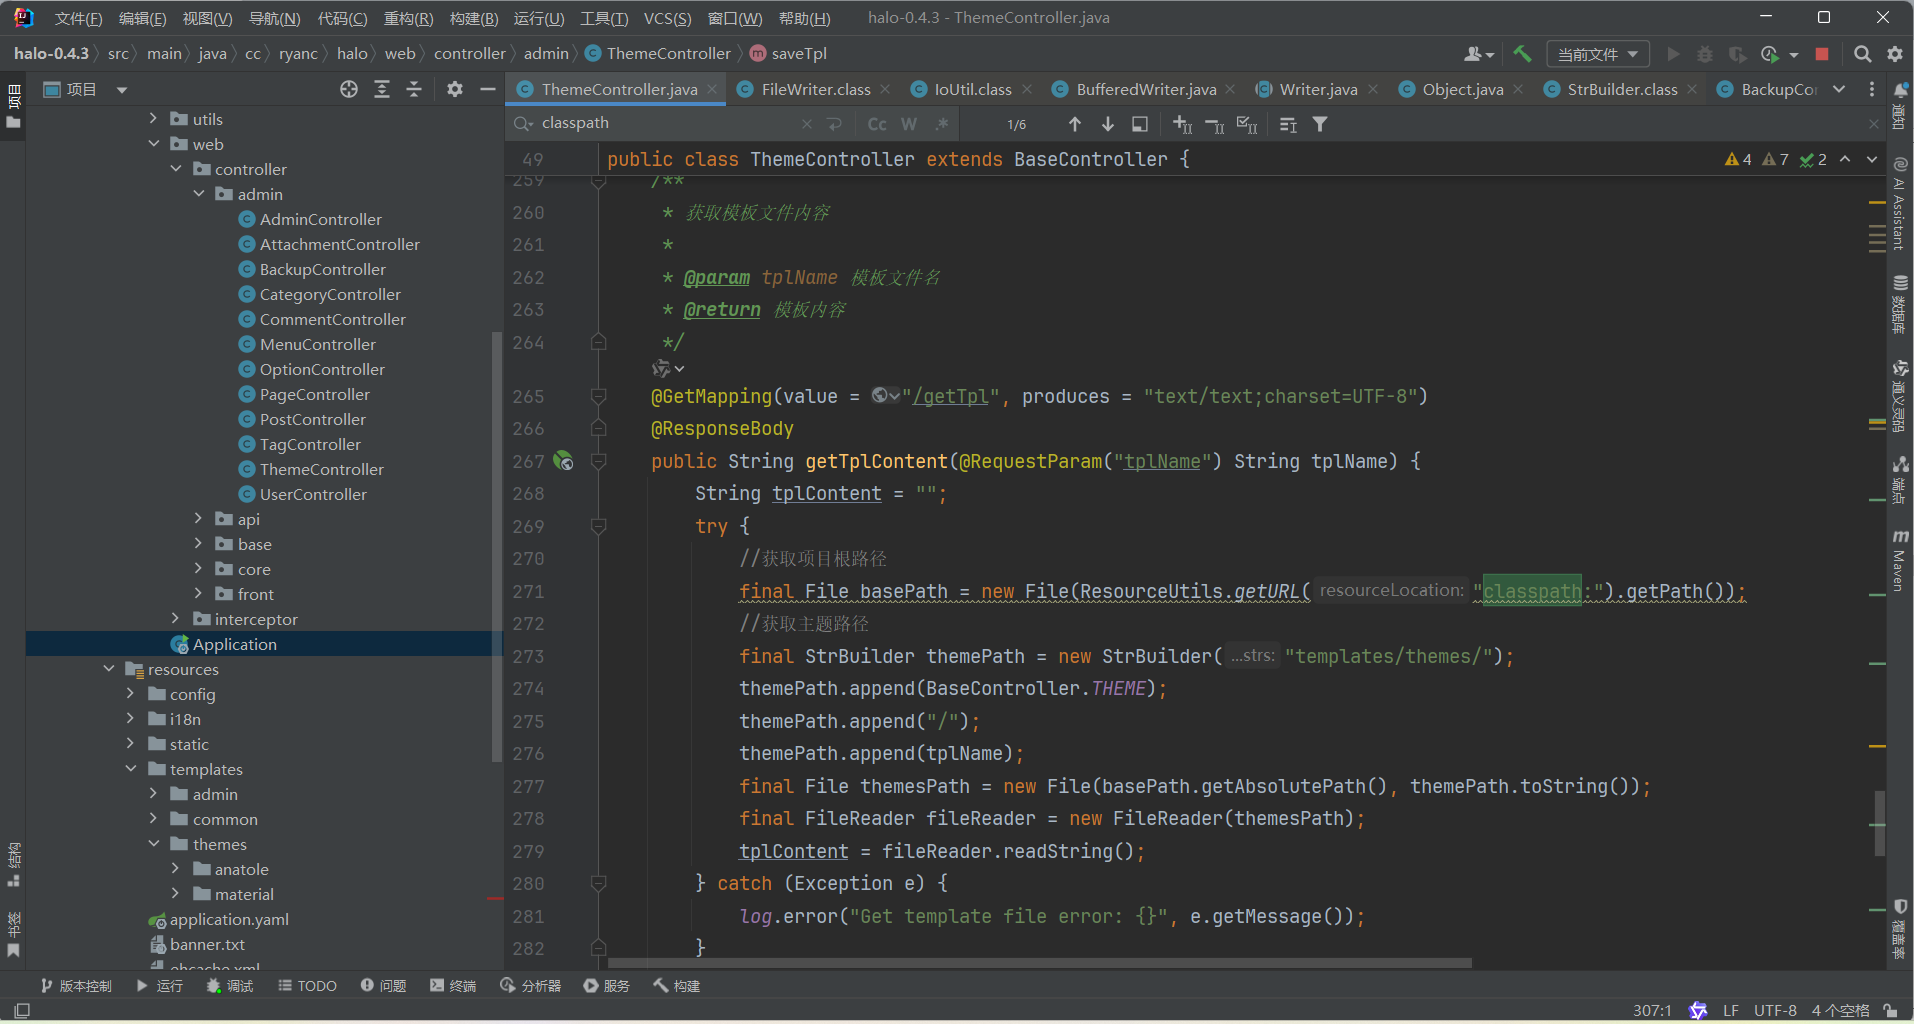 文件(F) 编辑(E) 视图(V) 导航(N) 代码(C) 重构(R) 构建(B) 运行(U) 工具(T) VCS(S) 窗口(W) 帮助(H) halo-0.4.3 - ThemeController.java
halo-0.4.3 src main java cc ryanc halo web controller admin ThemeController saveTpl 当前文件
项目
ThemeController.java FileWriter.class IoUtil.class BufferedWriter.java Writer.java Object.java StrBuilder.class BackupCo
classpath Cc W .* 1/6
项目
utils
web
controller
admin
AdminController
AttachmentController
BackupController
CategoryController
CommentController
MenuController
OptionController
PageController
PostController
TagController
ThemeController
UserController
api
base
core
front
interceptor
Application
resources
config
i18n
static
templates
admin
common
themes
anatole
material
application.yaml
banner.txt
ehcache.xml
结构
书签
49 public class ThemeController extends BaseController { 4 7 2
259 /**
260 * 获取模板文件内容
261 *
262 * @param tplName 模板文件名
263 * @return 模板内容
264 */
265 @GetMapping(value = "/getTpl", produces = "text/text;charset=UTF-8")
266 @ResponseBody
267 public String getTplContent(@RequestParam("tplName") String tplName) {
268 String tplContent = "";
269 try {
270 //获取项目根路径
271 final File basePath = new File(ResourceUtils.getURL( resourceLocation: "classpath:").getPath());
272 //获取主题路径
273 final StrBuilder themePath = new StrBuilder( ...strs: "templates/themes/");
274 themePath.append(BaseController.THEME);
275 themePath.append("/");
276 themePath.append(tplName);
277 final File themesPath = new File(basePath.getAbsolutePath(), themePath.toString());
278 final FileReader fileReader = new FileReader(themesPath);
279 tplContent = fileReader.readString();
280 } catch (Exception e) {
281 log.error("Get template file error: {}", e.getMessage());
282 }
通知
AI Assistant
数据库
通义灵码
端点
Maven
覆盖率
版本控制 运行 调试 TODO 问题 终端 分析器 服务 构建
307:1 LF UTF-8 4 个空格